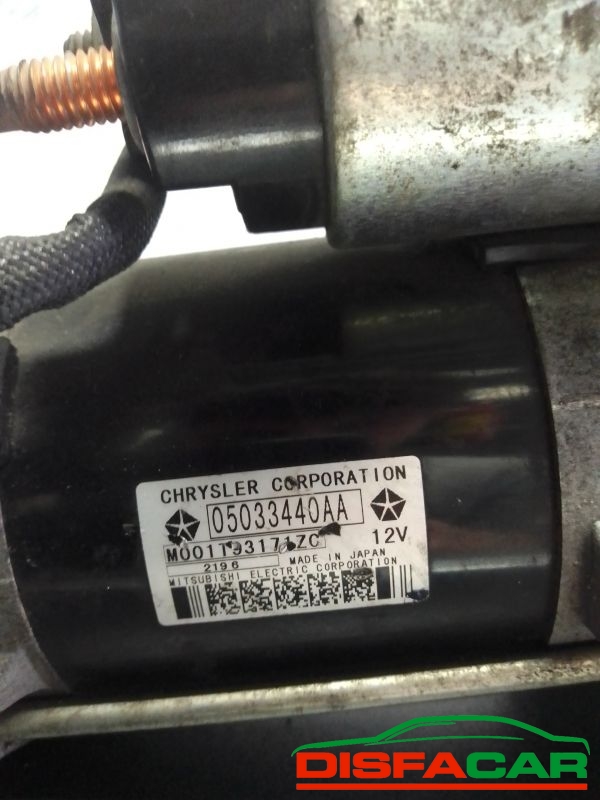 CHRYSLER CORPORATION
05033440AA
M001T93171ZC 12V
2196 MADE IN JAPAN
MITSUBISHI ELECTRIC CORPORATION
DISFACAR